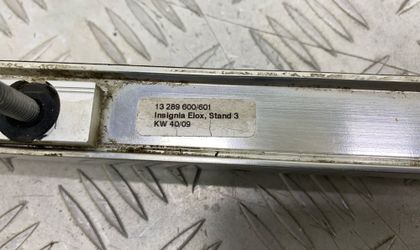 13 289 600/601
Insignia Elox, Stand 3
KW 40/09